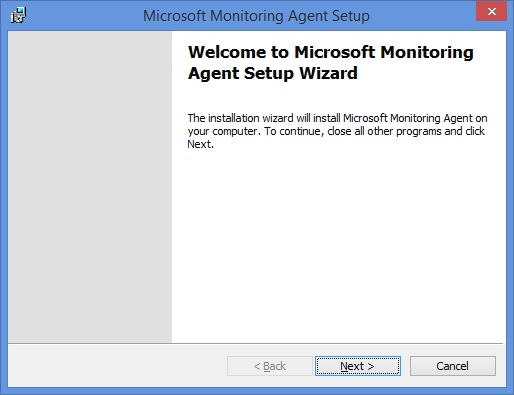 Microsoft Monitoring Agent Setup
Welcome to Microsoft Monitoring
Agent Setup Wizard
The installation wizard will install Microsoft Monitoring Agent on
your computer. To continue, close all other programs and click
Next.
< Back Next > Cancel